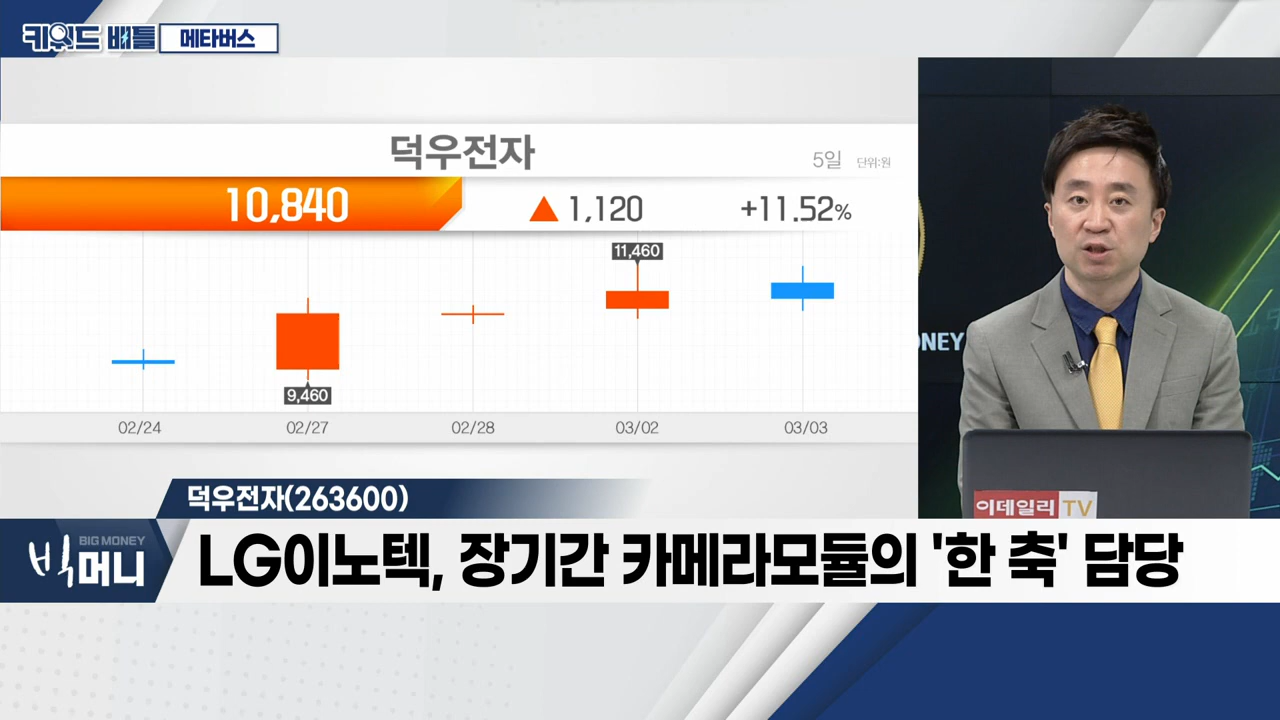 키워드 배틀 메타버스
덕우전자
5일 단위:원
10,840 ▲ 1,120 +11.52%
11,460
9,460
02/24 02/27 02/28 03/02 03/03
ONEY
이데일리 TV
덕우전자(263600)
BIG MONEY
빅머니
LG이노텍, 장기간 카메라모듈의 '한 축' 담당